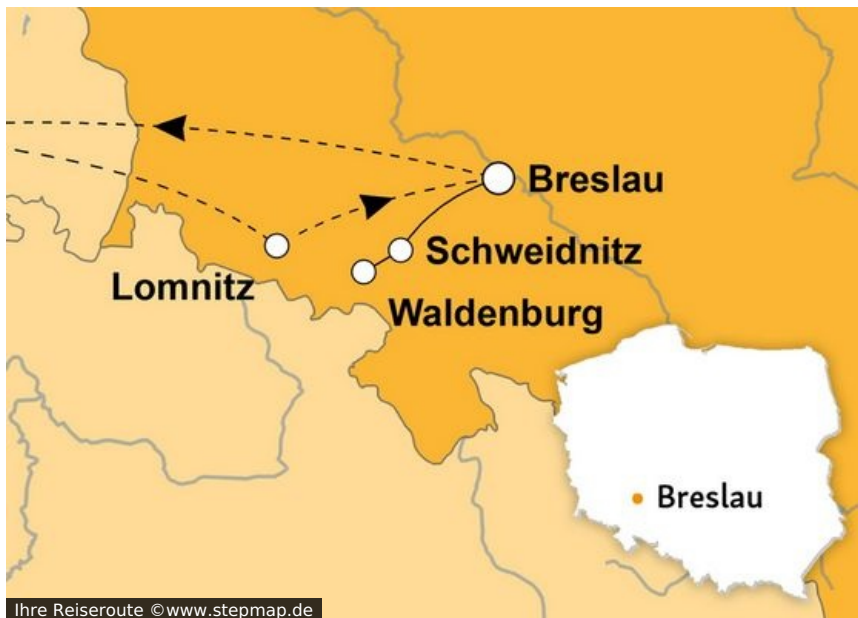 Breslau
Schweidnitz
Lomnitz
Waldenburg
Breslau
Ihre Reiseroute ©www.stepmap.de